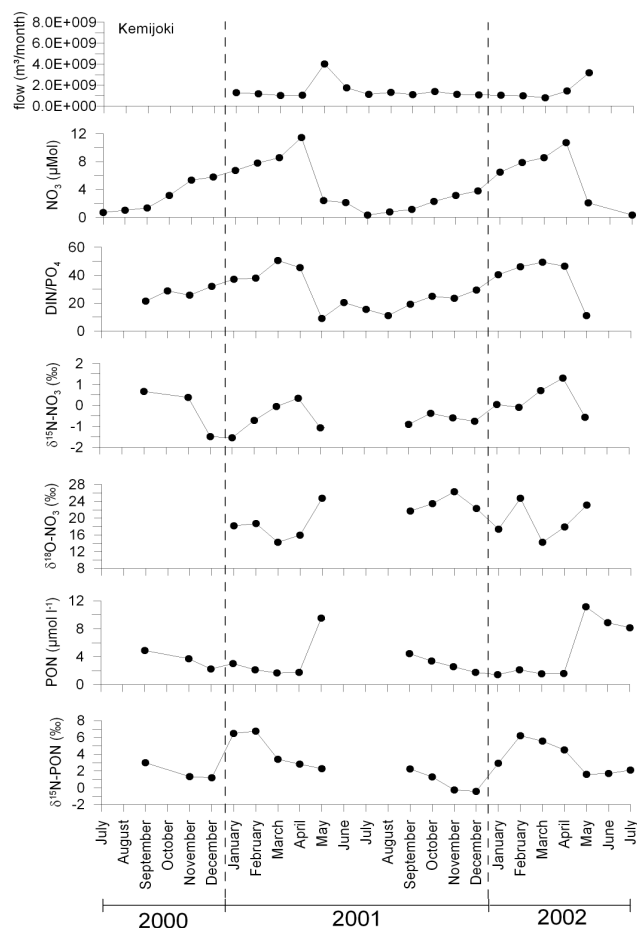 Kemijoki
flow (m³/month)
8.0E+009
6.0E+009
4.0E+009
2.0E+009
0.0E+000
NO₃ (µMol)
12
8
4
0
DIN/PO₄
60
40
20
0
δ¹⁵N-NO₃ (‰)
2
1
0
-1
-2
δ¹⁸O-NO₃ (‰)
28
24
20
16
12
8
PON (µmol l⁻¹)
12
8
4
0
δ¹⁵N-PON (‰)
8
6
4
2
0
-2
July
August
September
October
November
December
January
February
March
April
May
June
July
August
September
October
November
December
January
February
March
April
May
June
July
2000 2001 2002